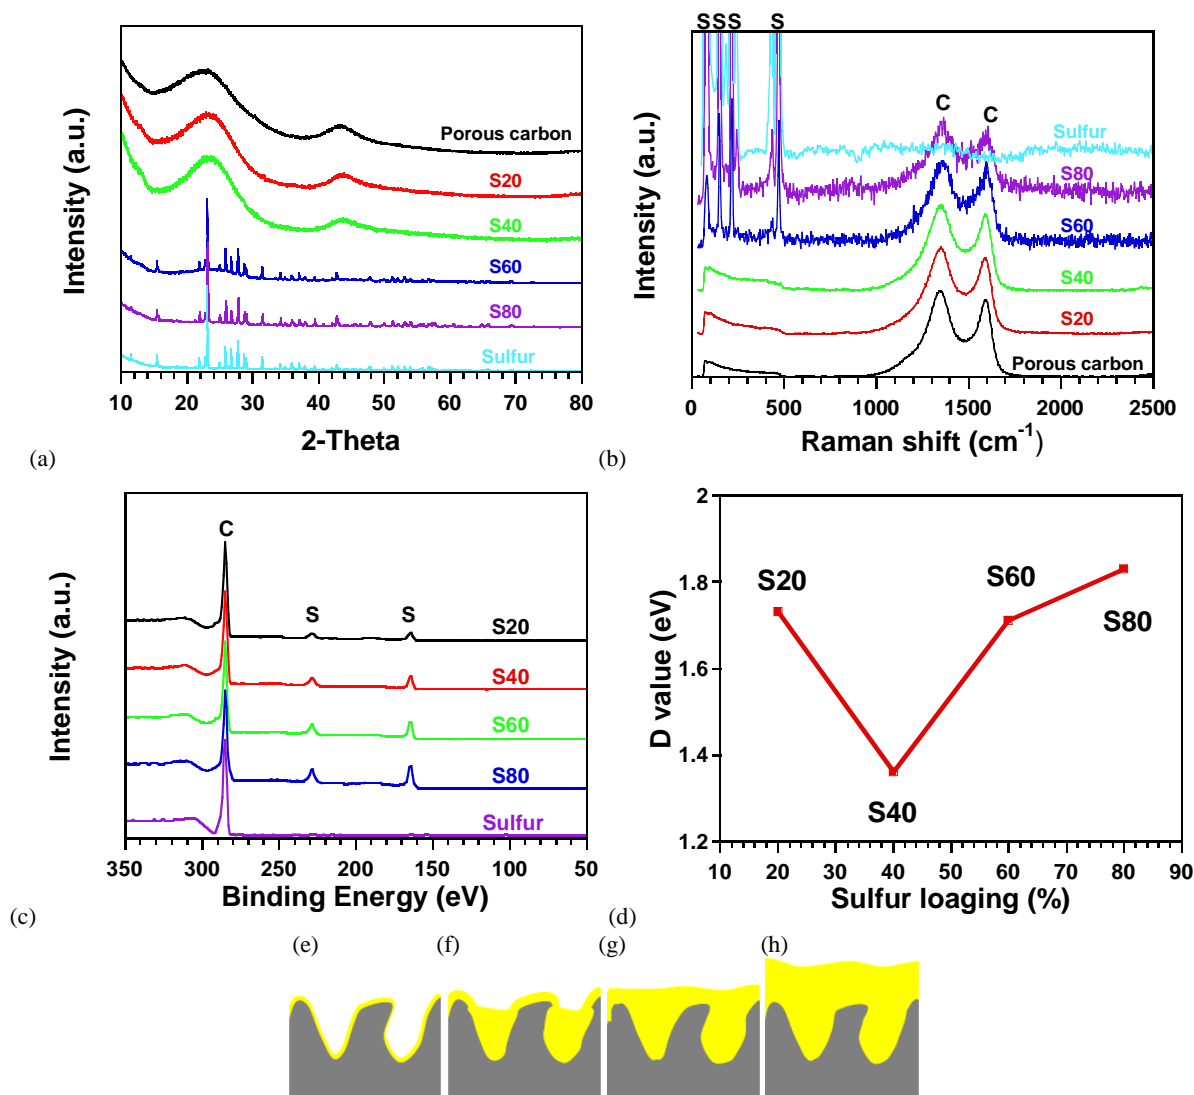 Intensity (a.u.)
Porous carbon
S20
S40
S60
S80
Sulfur
10 20 30 40 50 60 70 80
2-Theta
(a)
S S S S
Intensity (a.u.)
C C
Sulfur
S80
S60
S40
S20
Porous carbon
0 500 1000 1500 2000 2500
Raman shift (cm-1)
(b)
Intensity (a.u.)
C
S S
S20
S40
S60
S80
Sulfur
350 300 250 200 150 100 50
Binding Energy (eV)
(c)
D value (eV)
2
1.8
1.6
1.4
1.2
S20
S60
S80
S40
10 20 30 40 50 60 70 80 90
Sulfur loaging (%)
(d)
(e) (f) (g) (h)